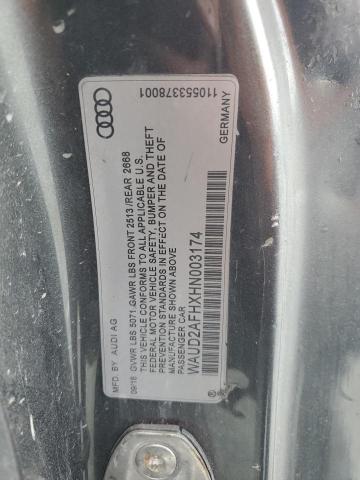 MFD. BY AUDI AG
09/16 GVWR LBS 5071 GAWR LBS FRONT 2513 /REAR 2668
THIS VEHICLE CONFORMS TO ALL APPLICABLE U.S.
FEDERAL MOTOR VEHICLE SAFETY, BUMPER AND THEFT
PREVENTION STANDARDS IN EFFECT ON THE DATE OF
MANUFACTURE SHOWN ABOVE
PASSENGER CAR
WAUD2AFHXHN003174
110553378001
GERMANY